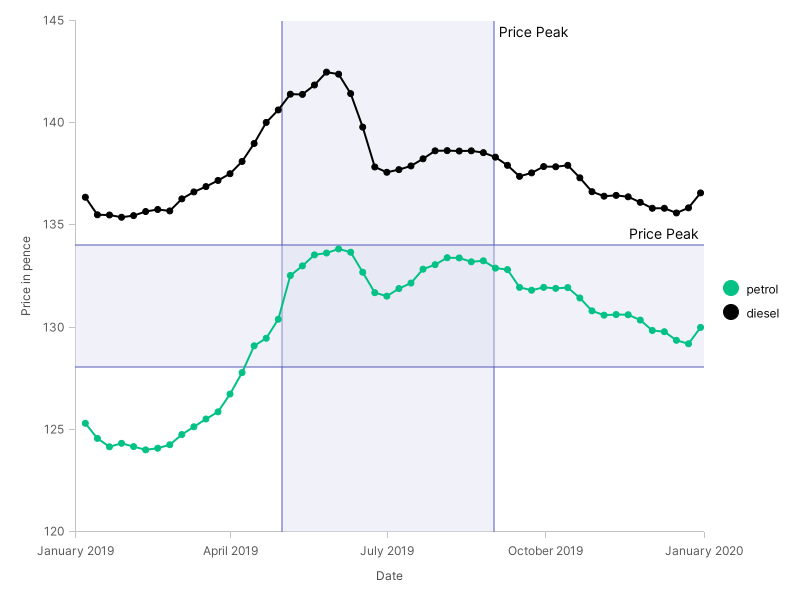 145
Price Peak
140
135
Price Peak
Price in pence
petrol
130
diesel
125
120
January 2019
April 2019
July 2019
October 2019
January 2020
Date